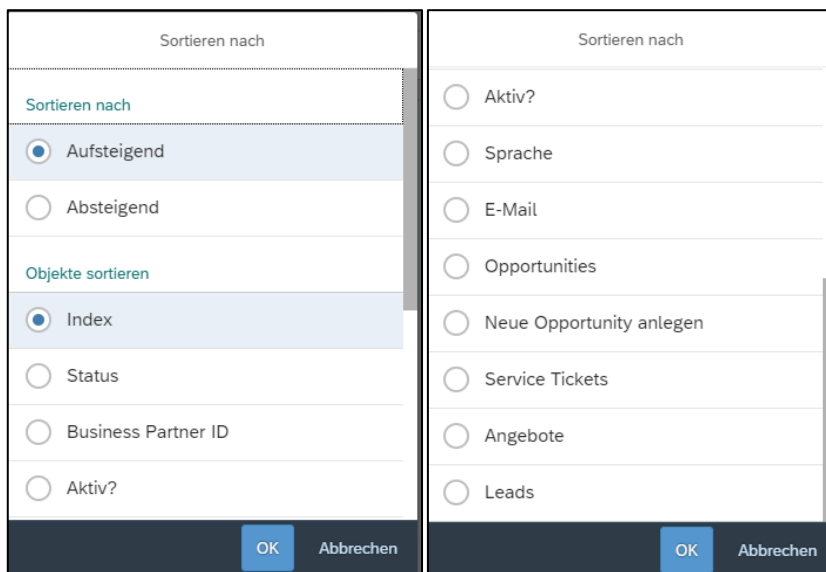 Sortieren nach
Sortieren nach
Aufsteigend
Absteigend
Objekte sortieren
Index
Status
Business Partner ID
Aktiv?
OK Abbrechen
Sortieren nach
Aktiv?
Sprache
E-Mail
Opportunities
Neue Opportunity anlegen
Service Tickets
Angebote
Leads
OK Abbrechen